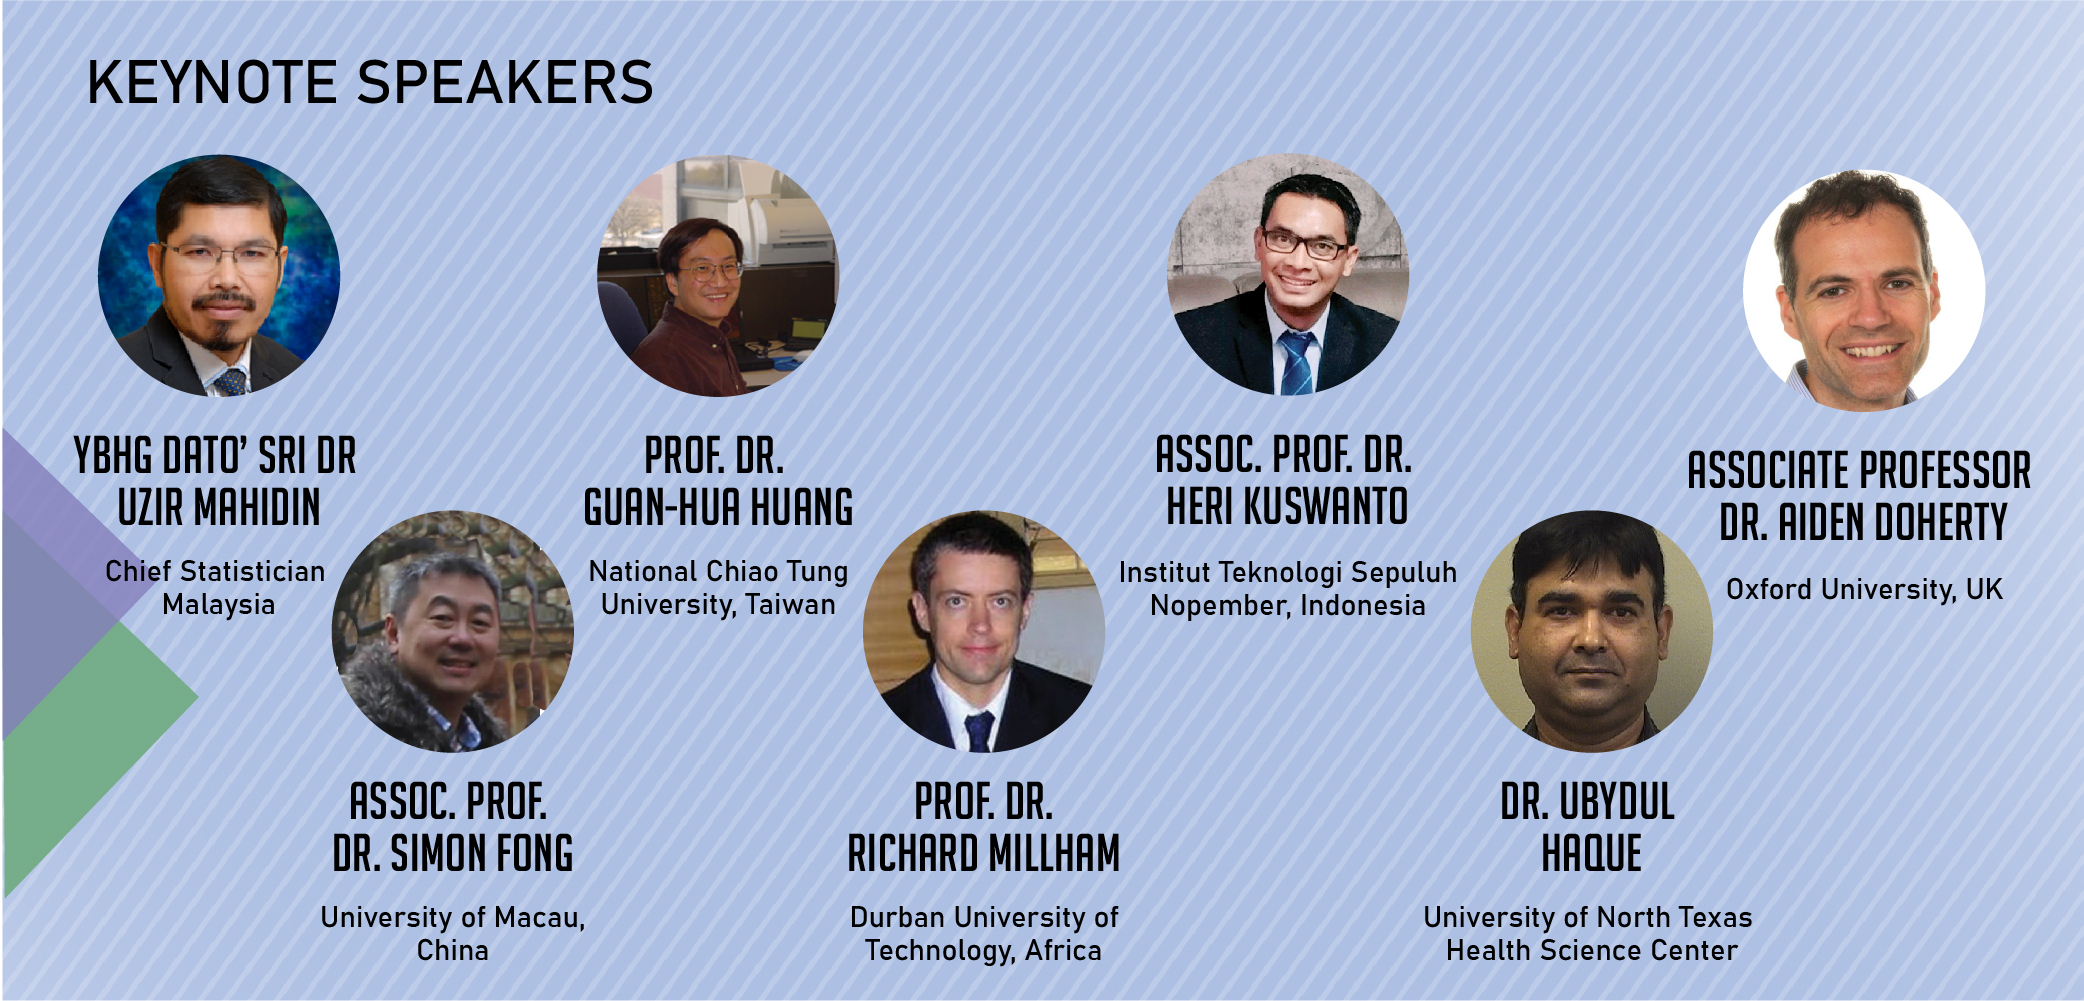 KEYNOTE SPEAKERS
YBHG DATO’ SRI DR
UZIR MAHIDIN
Chief Statistician
Malaysia
PROF. DR.
GUAN-HUA HUANG
National Chiao Tung
University, Taiwan
ASSOC. PROF. DR.
HERI KUSWANTO
Institut Teknologi Sepuluh
Nopember, Indonesia
ASSOCIATE PROFESSOR
DR. AIDEN DOHERTY
Oxford University, UK
ASSOC. PROF.
DR. SIMON FONG
University of Macau,
China
PROF. DR.
RICHARD MILLHAM
Durban University of
Technology, Africa
DR. UBYDUL
HAQUE
University of North Texas
Health Science Center